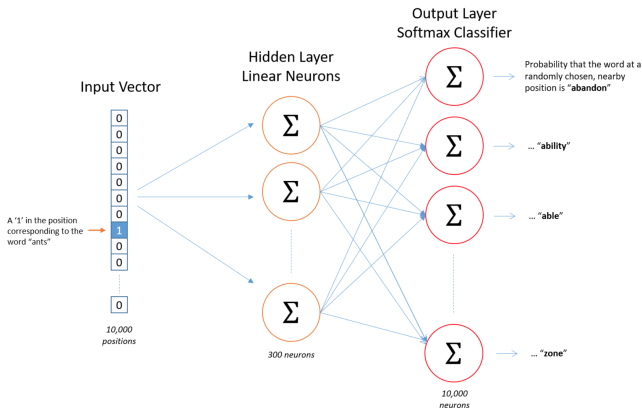 Output Layer
Softmax Classifier
Hidden Layer
Linear Neurons
Input Vector
0
0
0
0
0
0
0
1
0
0
0
A ‘1’ in the position
corresponding to the
word “ants”
10,000
positions
Σ
Σ
Σ
300 neurons
Σ
Σ
Σ
Σ
10,000
neurons
Probability that the word at a
randomly chosen, nearby
position is “abandon”
... “ability”
... “able”
... “zone”